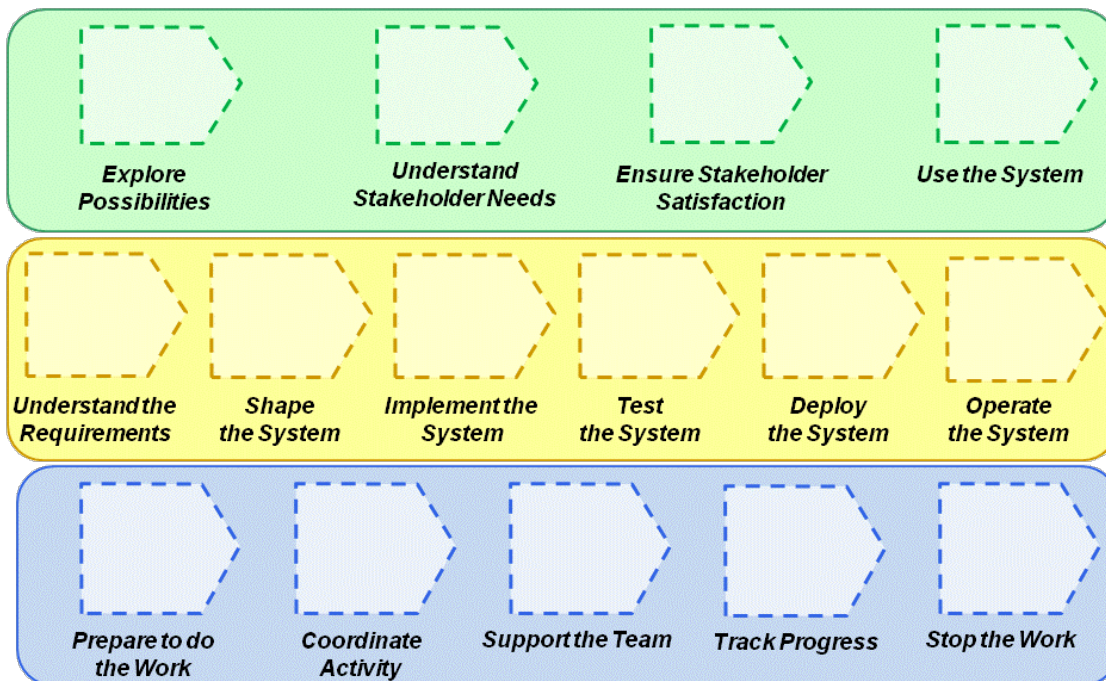 Explore
Possibilities
Understand
Stakeholder Needs
Ensure Stakeholder
Satisfaction
Use the System
Understand the
Requirements
Shape
the System
Implement the
System
Test
the System
Deploy
the System
Operate
the System
Prepare to do
the Work
Coordinate
Activity
Support the Team
Track Progress
Stop the Work